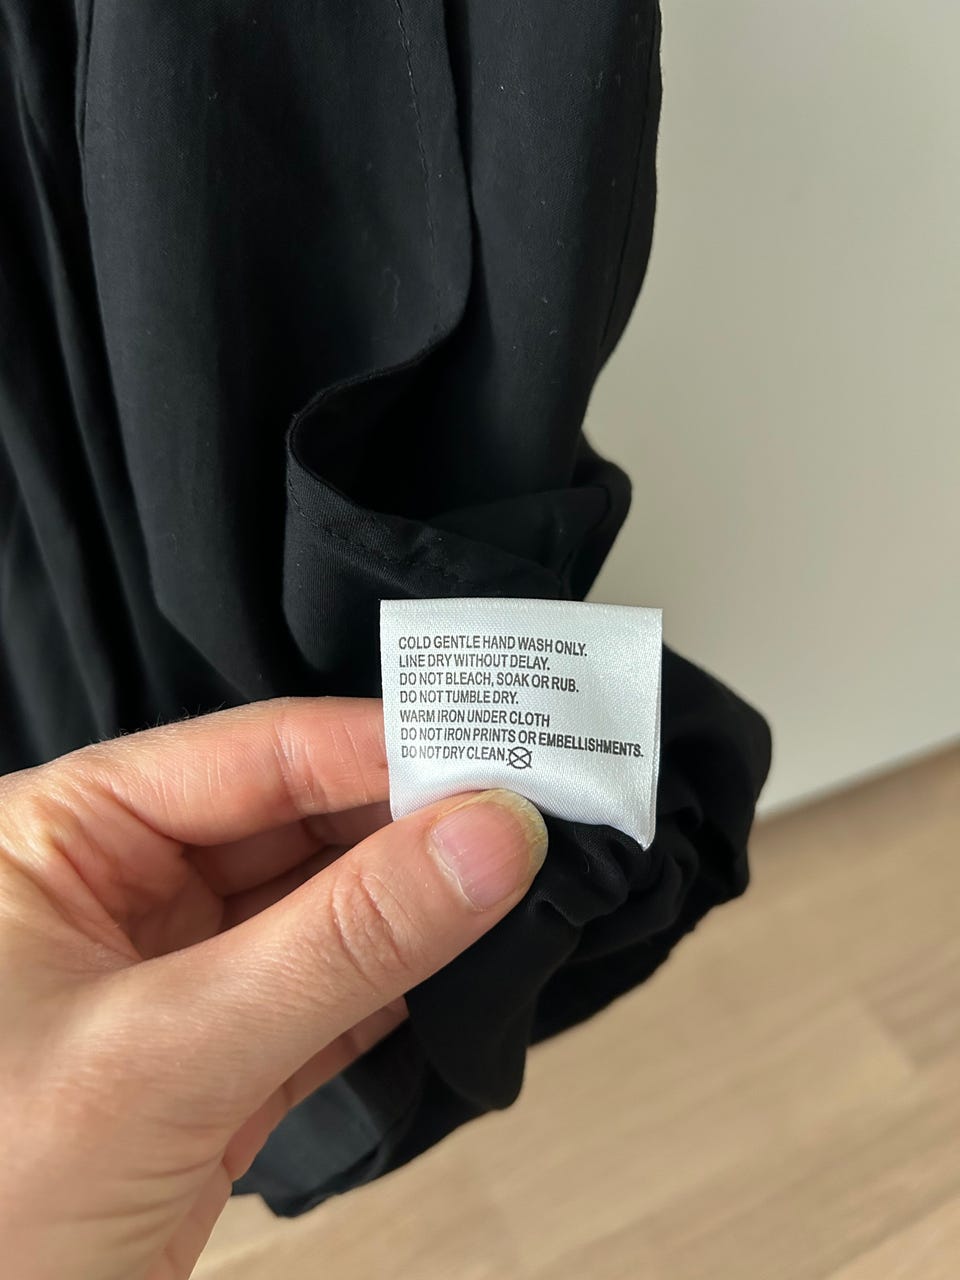 COLD GENTLE HAND WASH ONLY.
LINE DRY WITHOUT DELAY.
DO NOT BLEACH, SOAK OR RUB.
DO NOT TUMBLE DRY.
WARM IRON UNDER CLOTH
DO NOT IRON PRINTS OR EMBELLISHMENTS.
DO NOT DRY CLEAN.